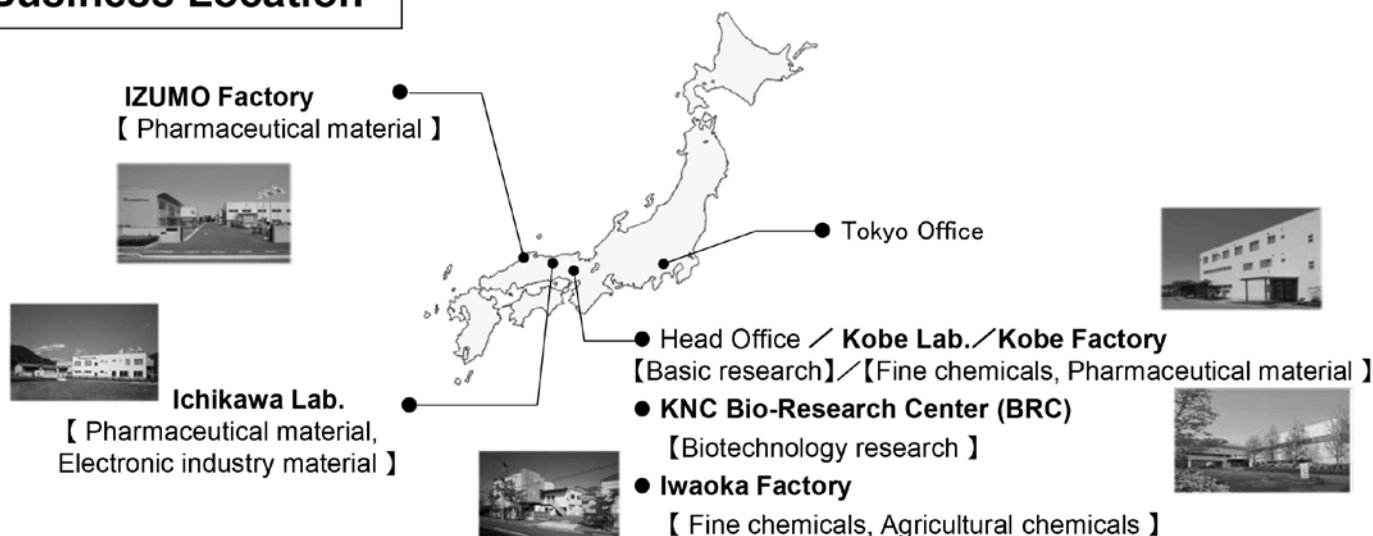 Business Location
IZUMO Factory
【 Pharmaceutical material 】
Tokyo Office
Head Office ／ Kobe Lab.／Kobe Factory
【Basic research】／【Fine chemicals, Pharmaceutical material 】
Ichikawa Lab.
【 Pharmaceutical material,
Electronic industry material 】
KNC Bio-Research Center (BRC)
【Biotechnology research 】
Iwaoka Factory
【 Fine chemicals, Agricultural chemicals 】